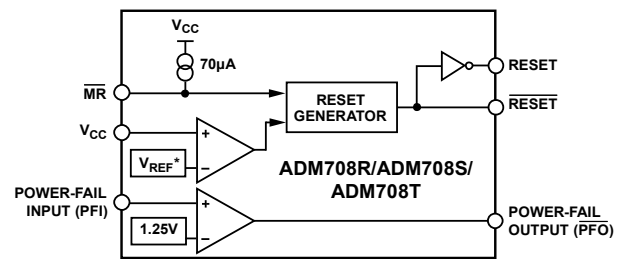 VCC
70µA
MR
RESET
GENERATOR
RESET
RESET
VCC
VREF*
ADM708R/ADM708S/
ADM708T
POWER-FAIL
INPUT (PFI)
1.25V
POWER-FAIL
OUTPUT (PFO)